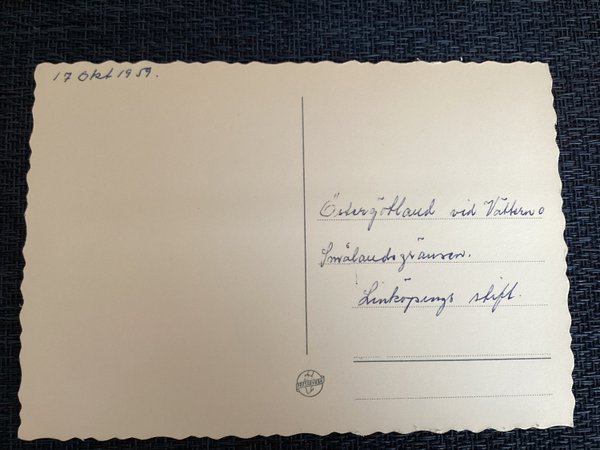 17 Okt 1959.
Östergötland vid Vättern o
Smålandsgränsen.
Linköpings stift.